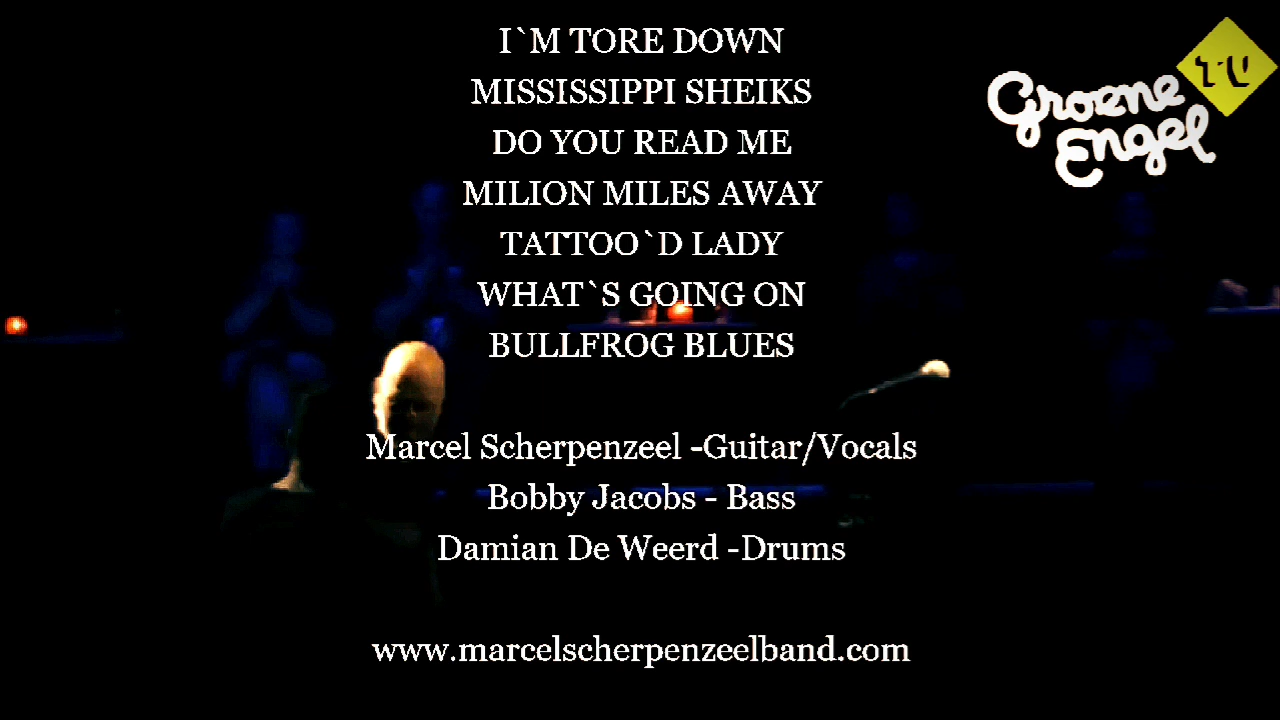 I`M TORE DOWN
MISSISSIPPI SHEIKS
DO YOU READ ME
MILION MILES AWAY
TATTOO`D LADY
WHAT`S GOING ON
BULLFROG BLUES
Marcel Scherpenzeel -Guitar/Vocals
Bobby Jacobs - Bass
Damian De Weerd -Drums
www.marcelscherpenzeelband.com
Groene
Engel
TV